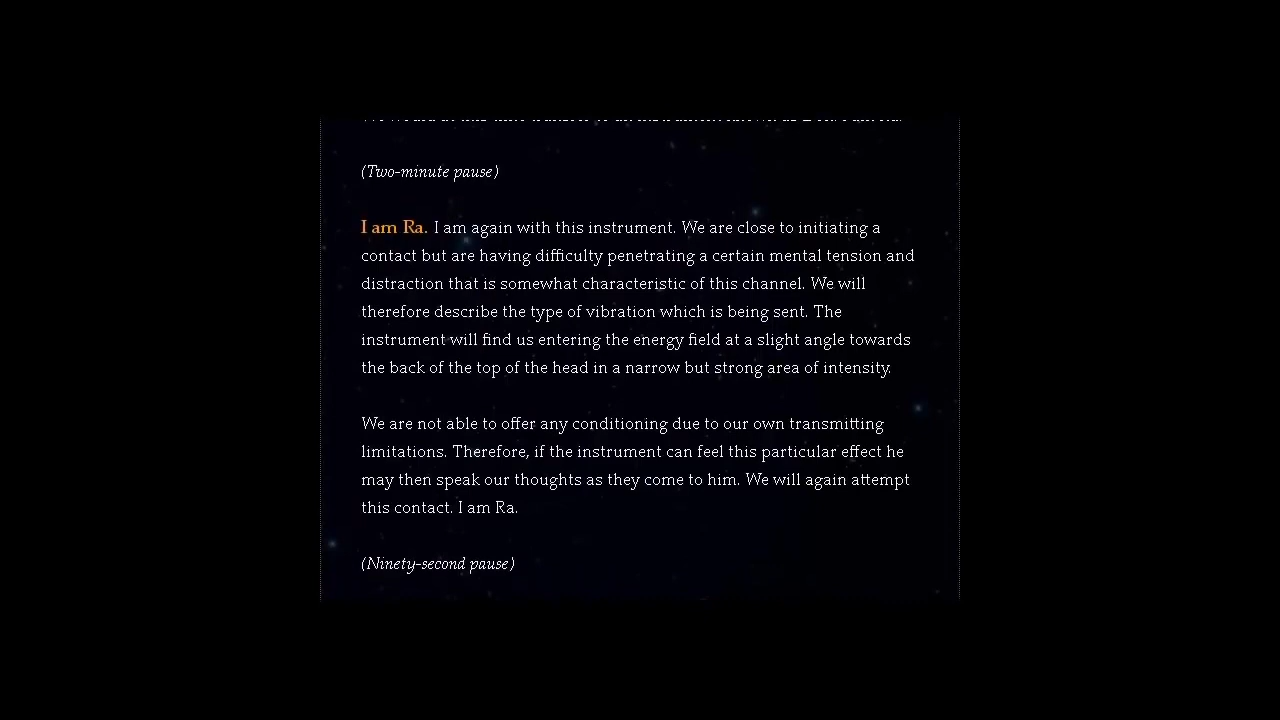 (Two-minute pause)
I am Ra. I am again with this instrument. We are close to initiating a
contact but are having difficulty penetrating a certain mental tension and
distraction that is somewhat characteristic of this channel. We will
therefore describe the type of vibration which is being sent. The
instrument will find us entering the energy field at a slight angle towards
the back of the top of the head in a narrow but strong area of intensity.
We are not able to offer any conditioning due to our own transmitting
limitations. Therefore, if the instrument can feel this particular effect he
may then speak our thoughts as they come to him. We will again attempt
this contact. I am Ra.
(Ninety-second pause)